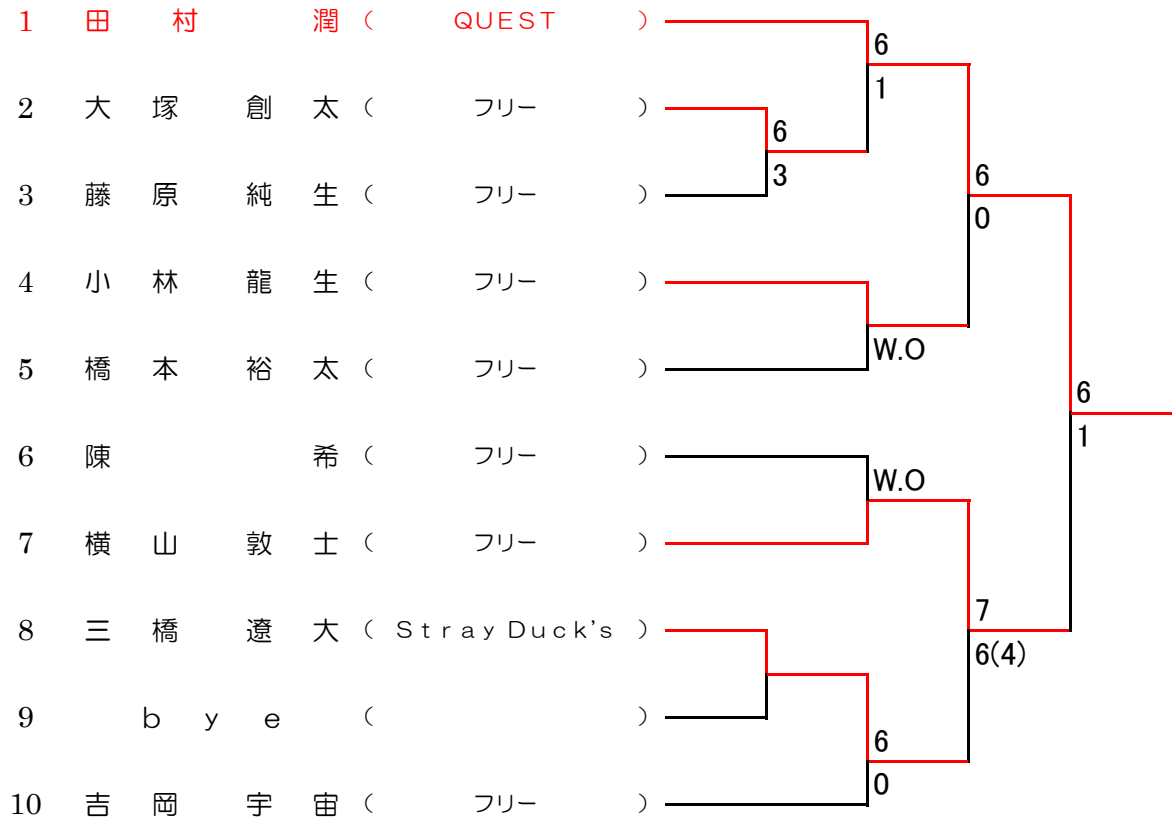 1 田村 潤 ( QUEST )
6
1
2 大塚 創太 ( フリー )
6
3
3 藤原 純生 ( フリー )
6
0
4 小林 龍生 ( フリー )
W.O
5 橋本 裕太 ( フリー )
6
1
6 陳 希 ( フリー )
W.O
7 横山 敦士 ( フリー )
7
6(4)
8 三橋 遼大 ( Stray Duck's )
9 bye ( )
6
0
10 吉岡 宇宙 ( フリー )